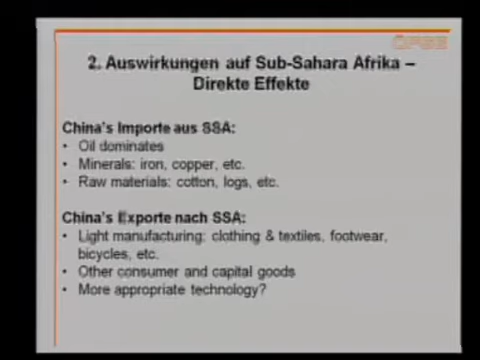 ÖFSE
2. Auswirkungen auf Sub-Sahara Afrika –
Direkte Effekte
China's Importe aus SSA:
• Oil dominates
• Minerals: iron, copper, etc.
• Raw materials: cotton, logs, etc.
China's Exporte nach SSA:
• Light manufacturing: clothing & textiles, footwear,
bicycles, etc.
• Other consumer and capital goods
• More appropriate technology?